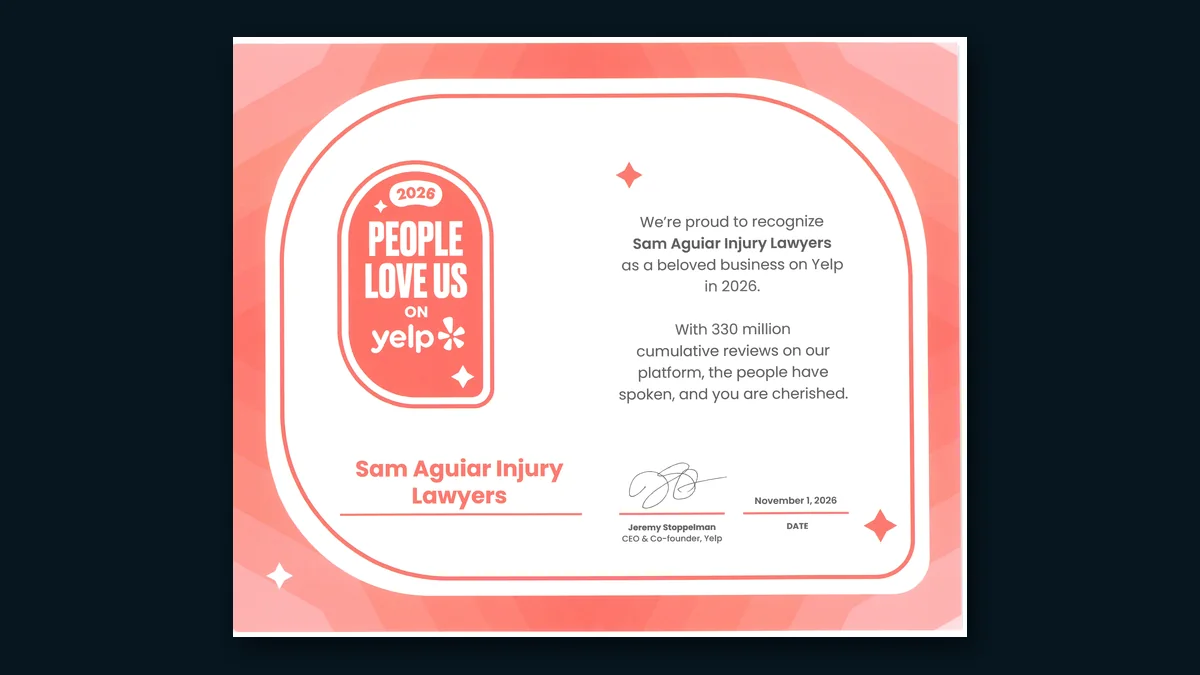 2026
PEOPLE
LOVE US
ON
yelp
Sam Aguiar Injury
Lawyers
We're proud to recognize
Sam Aguiar Injury Lawyers
as a beloved business on Yelp
in 2026.
With 330 million
cumulative reviews on our
platform, the people have
spoken, and you are cherished.
Jeremy Stoppelman
CEO & Co-founder, Yelp
November 1, 2026
DATE